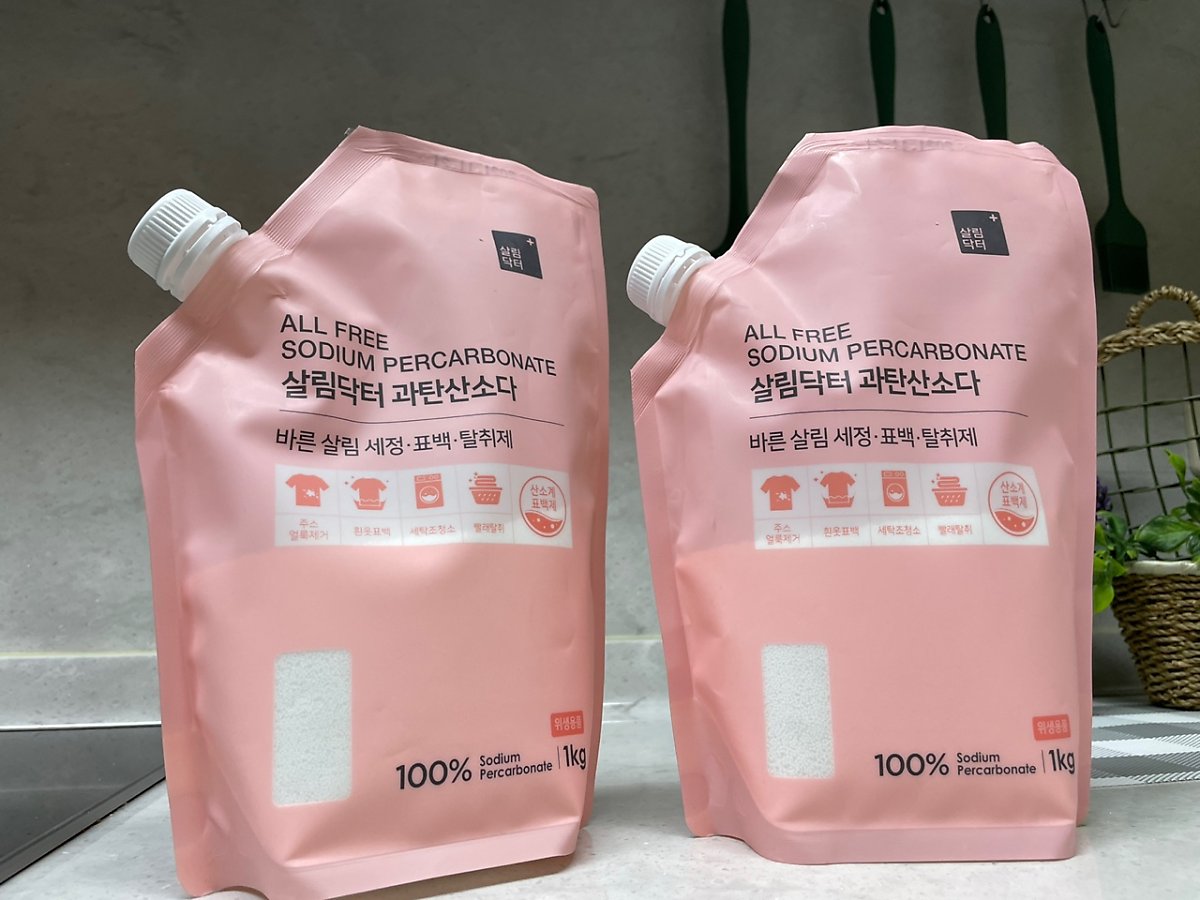 살림
닥터
ALL FREE
SODIUM PERCARBONATE
살림닥터 과탄산소다
바른 살림 세정·표백·탈취제
주스
얼룩제거
흰옷표백
세탁조청소
빨래탈취
산소계
표백제
위생용품
100% Sodium
Percarbonate
1kg
살림
닥터
ALL FREE
SODIUM PERCARBONATE
살림닥터 과탄산소다
바른 살림 세정·표백·탈취제
주스
얼룩제거
흰옷표백
세탁조청소
빨래탈취
산소계
표백제
위생용품
100% Sodium
Percarbonate
1kg